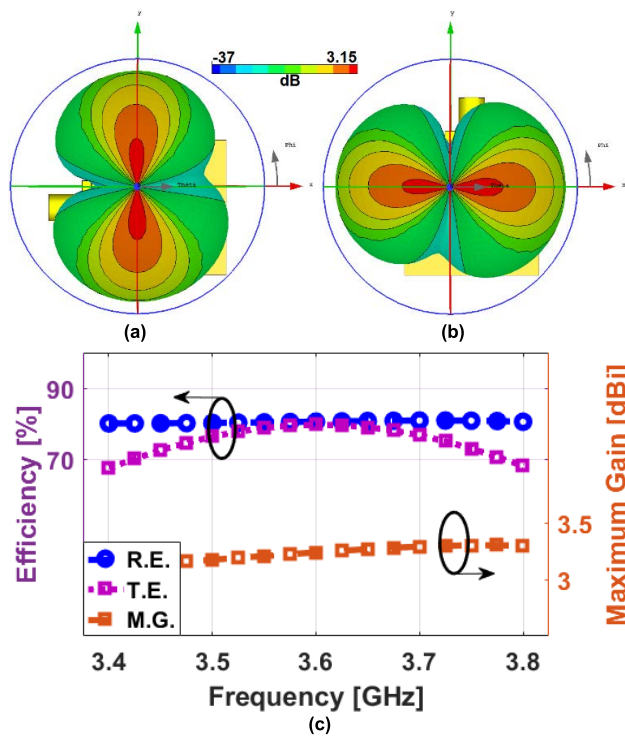 y
y
-37
3.15
dB
Phi
Theta
x
Phi
Theta
x
(a)
(b)
90
70
Efficiency [%]
R.E.
T.E.
M.G.
3.5
3
Maximum Gain [dBi]
3.4
3.5
3.6
3.7
3.8
Frequency [GHz]
(c)